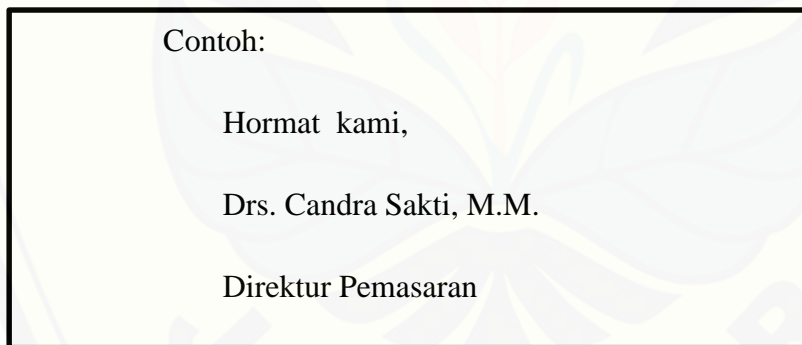 Contoh:
Hormat kami,
Drs. Candra Sakti, M.M.
Direktur Pemasaran